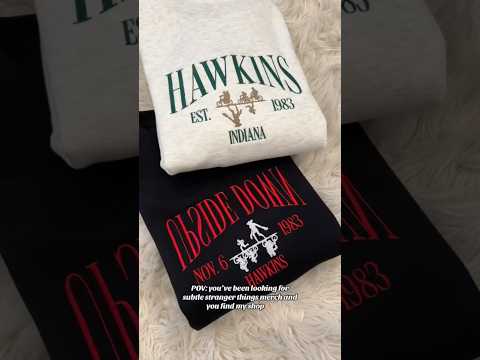 HAWKINS
EST. 1983
INDIANA
UPSIDE DOWN
NOV. 6 1983
HAWKINS
POV: you've been looking for
subtle stranger things merch and
you find my shop
1983